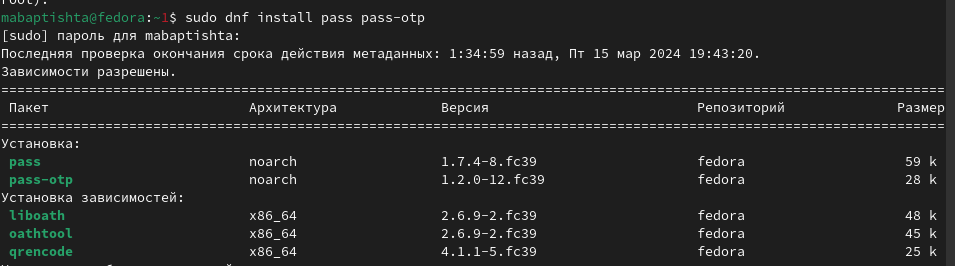 root).
mabaptishta@fedora:~1$ sudo dnf install pass pass-otp
[sudo] пароль для mabaptishta:
Последняя проверка окончания срока действия метаданных: 1:34:59 назад, Пт 15 мар 2024 19:43:20.
Зависимости разрешены.
================================================================================
Пакет Архитектура Версия Репозиторий Размер
================================================================================
Установка:
pass noarch 1.7.4-8.fc39 fedora 59 k
pass-otp noarch 1.2.0-12.fc39 fedora 28 k
Установка зависимостей:
liboath x86_64 2.6.9-2.fc39 fedora 48 k
oathtool x86_64 2.6.9-2.fc39 fedora 45 k
qrencode x86_64 4.1.1-5.fc39 fedora 25 k